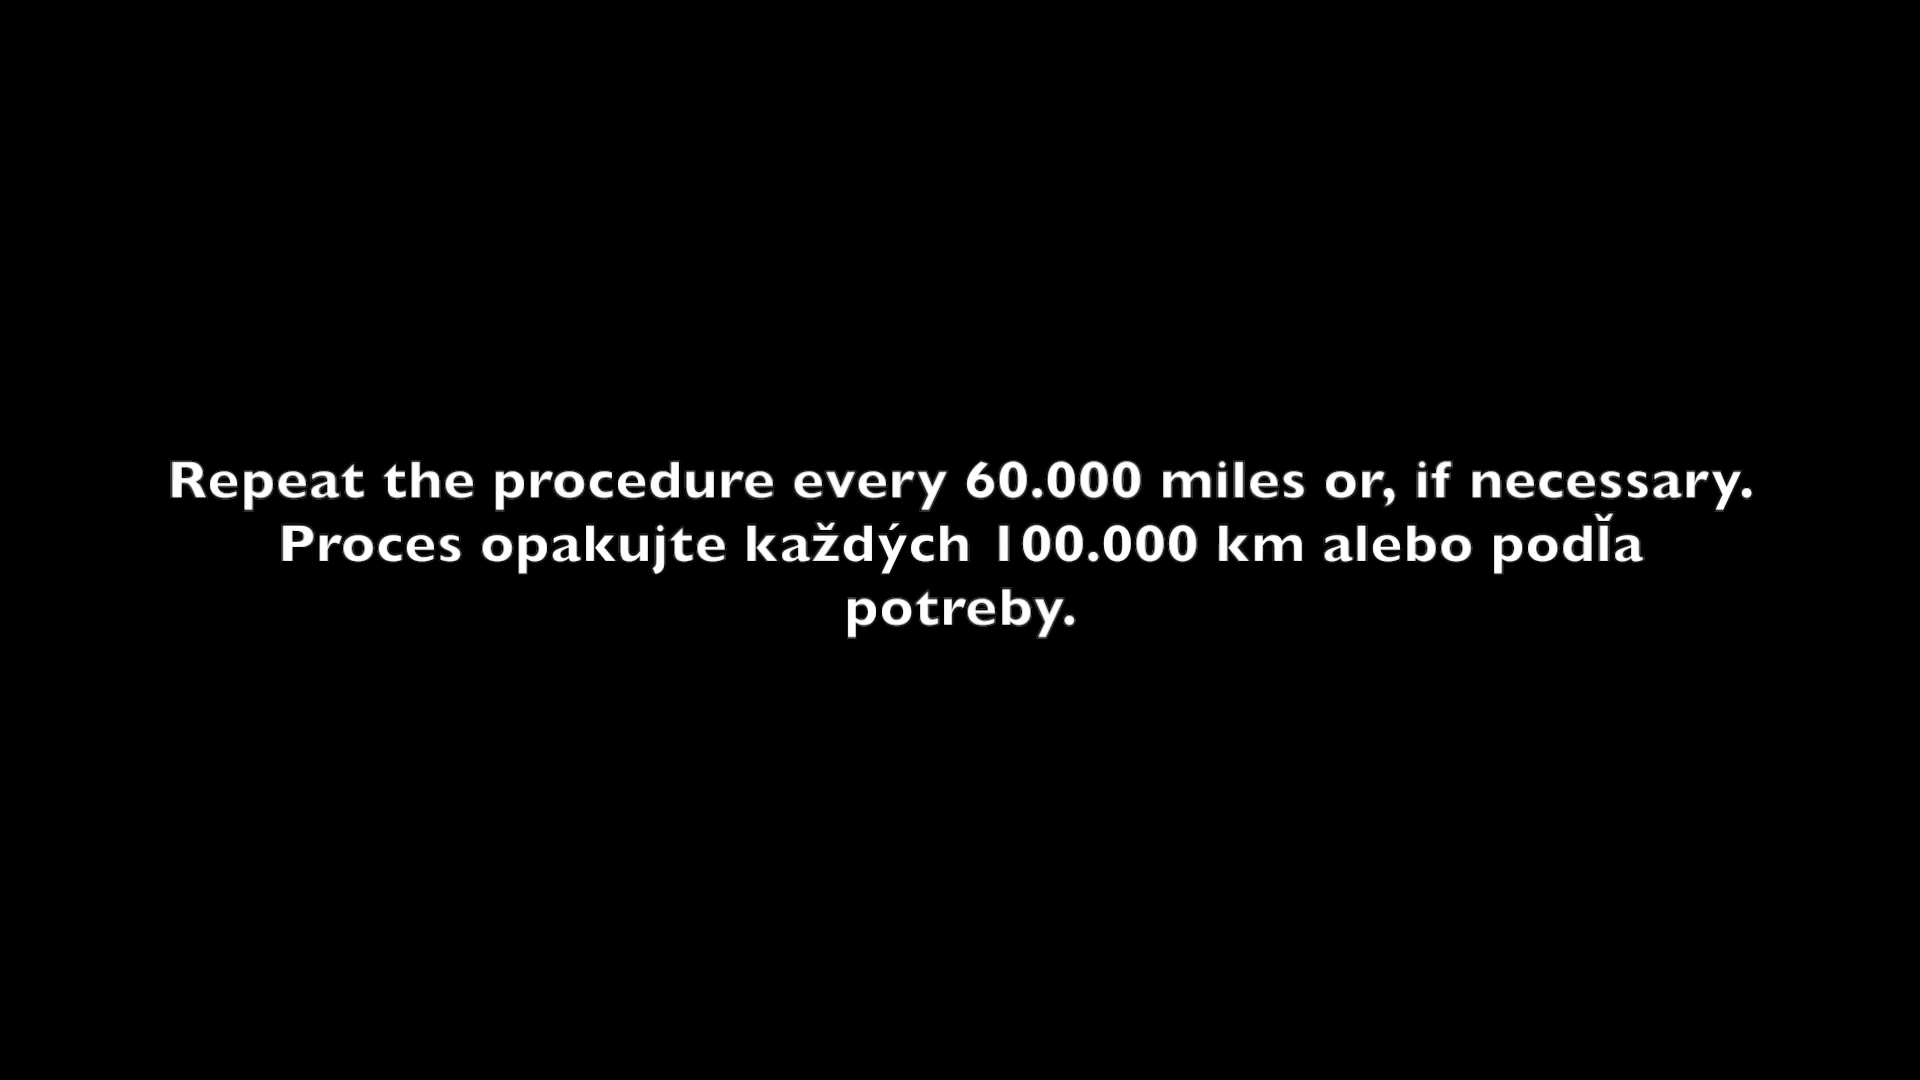 Repeat the procedure every 60.000 miles or, if necessary.
Proces opakujte každých 100.000 km alebo podľa
potreby.